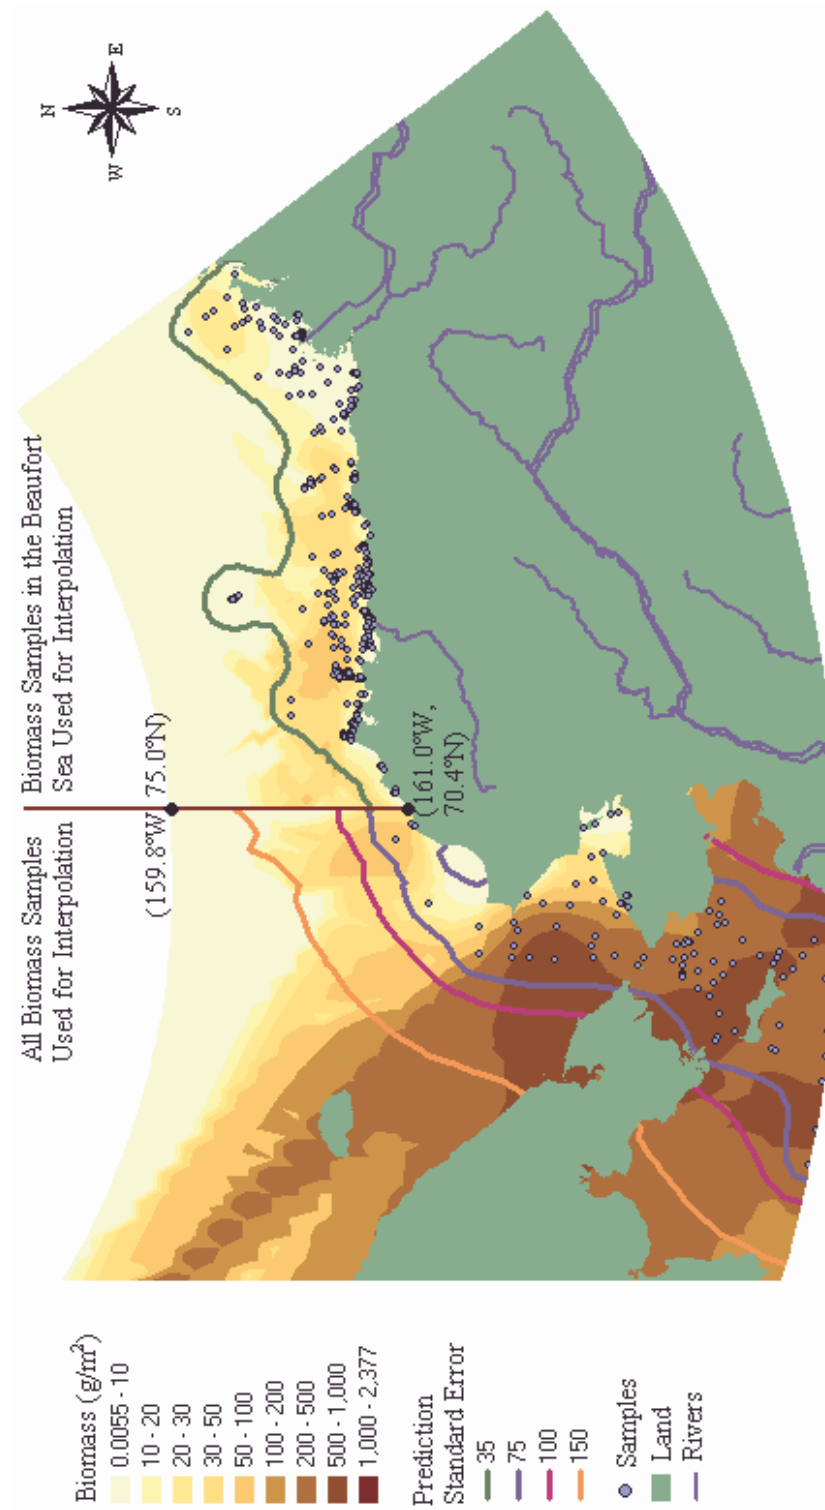 All Biomass Samples
Used for Interpolation
Biomass Samples in the Beaufort
Sea Used for Interpolation
(159.8°W, 75.0°N)
(161.0°W,
70.4°N)
N
W
E
S
Biomass (g/m²)
0.0055 - 10
10 - 20
20 - 30
30 - 50
50 - 100
100 - 200
200 - 500
500 - 1,000
1,000 - 2,377
Prediction
Standard Error
35
75
100
150
Samples
Land
Rivers